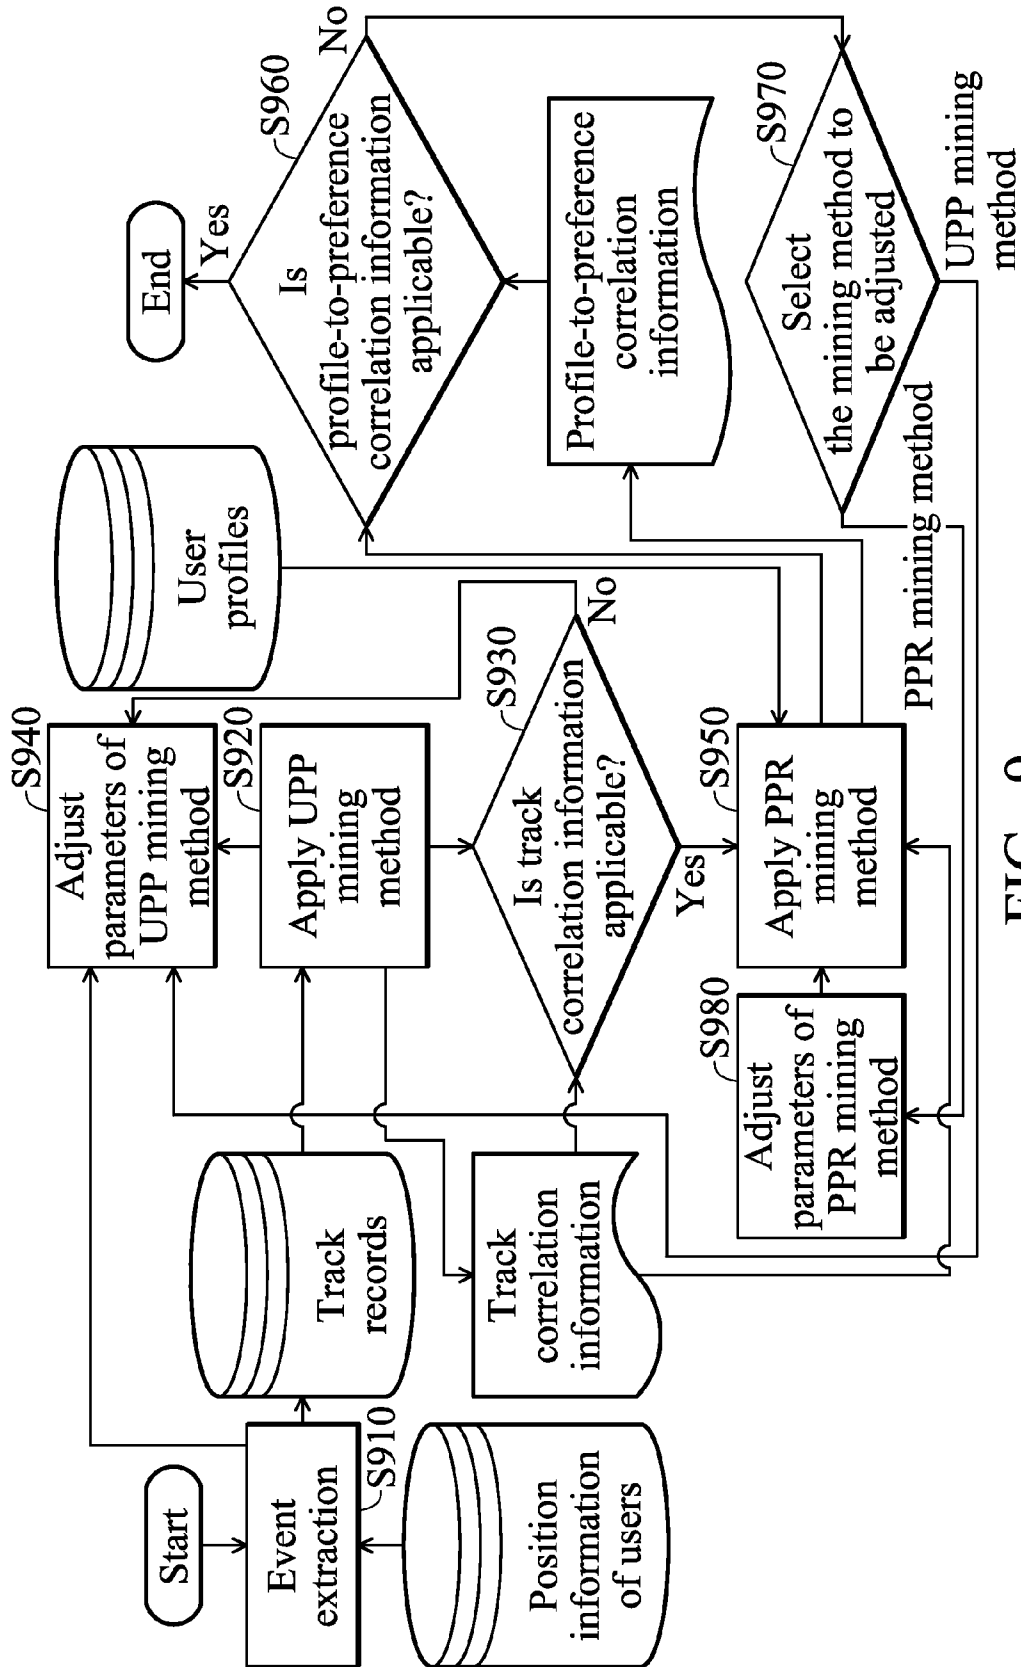 Start
Event
extraction
S910
Position
information
of users
Track
records
Track
correlation
information
S940
Adjust
parameters of
UPP mining
method
S920
Apply UPP
mining
method
S930
Is track
correlation information
applicable?
No
Yes
S980
Adjust
parameters of
PPR mining
method
S950
Apply PPR
mining
method
User
profiles
End
Yes
S960
Is
profile-to-preference
correlation information
applicable?
No
Profile-to-preference
correlation
information
S970
Select
the mining method to
be adjusted
PPR mining method
UPP mining
method
FIG. 9